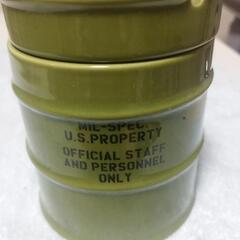 MIL-SPEC.
U.S.PROPERTY
OFFICIAL STAFF
AND PERSONNEL
ONLY